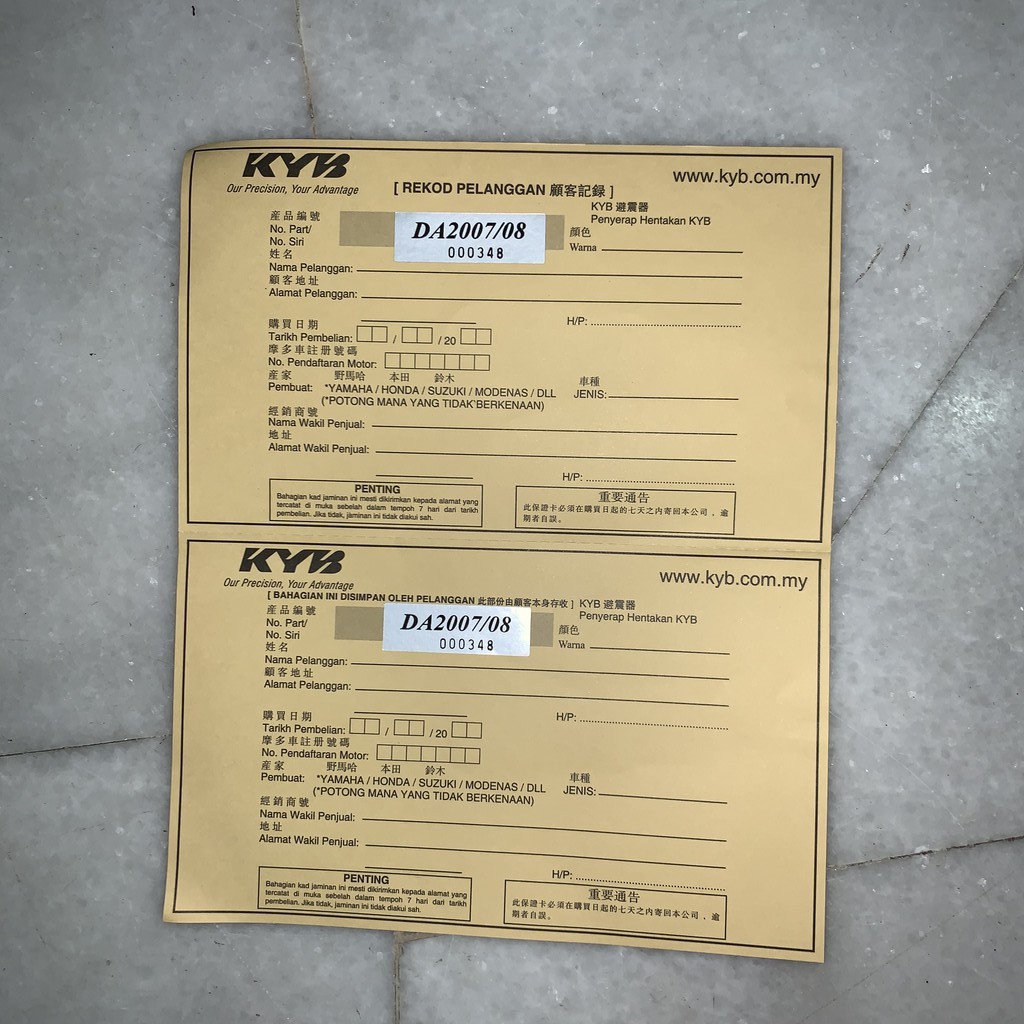 KYB
Our Precision, Your Advantage
[ REKOD PELANGGAN 顧客記録 ]
www.kyb.com.my
KYB 避震器
Penyerap Hentakan KYB
産品編號
No. Part/
No. Siri
DA2007/08
000348
顏色
Warna
姓名
Nama Pelanggan:
顧客地址
Alamat Pelanggan:
H/P:
購買日期
Tarikh Pembelian: / /20
摩多車註册號碼
No. Pendaftaran Motor:
産家 野馬哈 本田 鈴木
Pembuat: *YAMAHA / HONDA / SUZUKI / MODENAS / DLL
(*POTONG MANA YANG TIDAK BERKENAAN)
車種
JENIS:
經銷商號
Nama Wakil Penjual:
地址
Alamat Wakil Penjual:
H/P:
PENTING
Bahagian kad jaminan ini mesti dikirimkan kepada alamat yang
tercatat di muka sebelah dalam tempoh 7 hari dari tarikh
pembelian. Jika tidak, jaminan ini tidak diakui sah.
重要通告
此保證卡必須在購買日起的七天之内寄回本公司，逾
期者自誤。
KYB
Our Precision, Your Advantage
www.kyb.com.my
[ BAHAGIAN INI DISIMPAN OLEH PELANGGAN 此部份由顧客本身存收 ]
KYB 避震器
Penyerap Hentakan KYB
産品編號
No. Part/
No. Siri
DA2007/08
000348
顏色
Warna
姓名
Nama Pelanggan:
顧客地址
Alamat Pelanggan:
H/P:
購買日期
Tarikh Pembelian: / /20
摩多車註册號碼
No. Pendaftaran Motor:
産家 野馬哈 本田 鈴木
Pembuat: *YAMAHA / HONDA / SUZUKI / MODENAS / DLL
(*POTONG MANA YANG TIDAK BERKENAAN)
車種
JENIS:
經銷商號
Nama Wakil Penjual:
地址
Alamat Wakil Penjual:
H/P:
PENTING
Bahagian kad jaminan ini mesti dikirimkan kepada alamat yang
tercatat di muka sebelah dalam tempoh 7 hari dari tarikh
pembelian. Jika tidak, jaminan ini tidak diakui sah.
重要通告
此保證卡必須在購買日起的七天之内寄回本公司，逾
期者自誤。